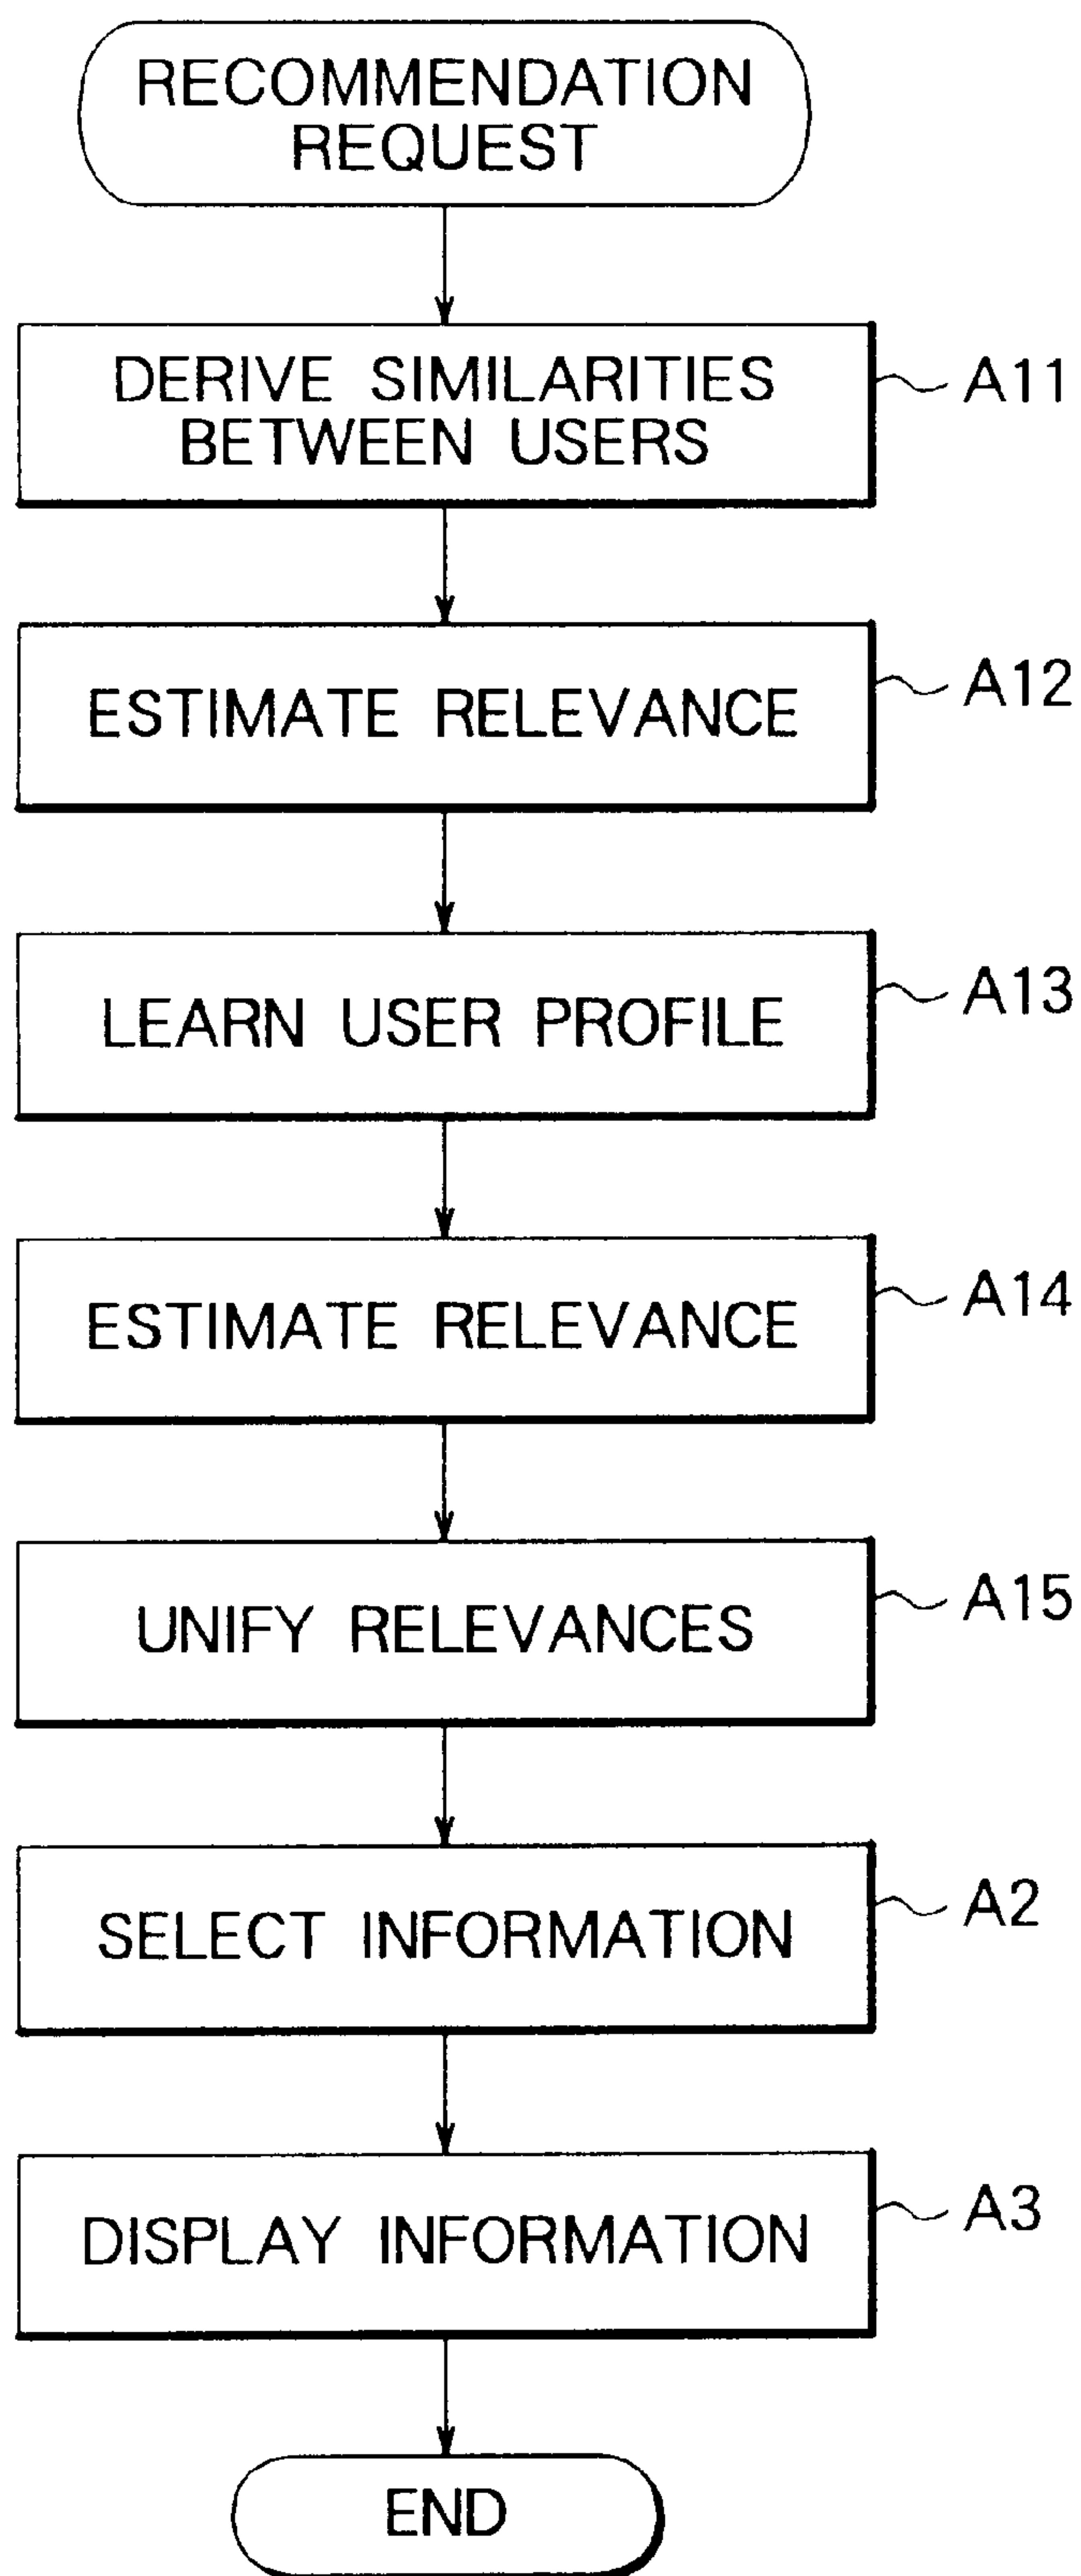 RECOMMENDATION
REQUEST
DERIVE SIMILARITIES
BETWEEN USERS
A11
ESTIMATE RELEVANCE
A12
LEARN USER PROFILE
A13
ESTIMATE RELEVANCE
A14
UNIFY RELEVANCES
A15
SELECT INFORMATION
A2
DISPLAY INFORMATION
A3
END